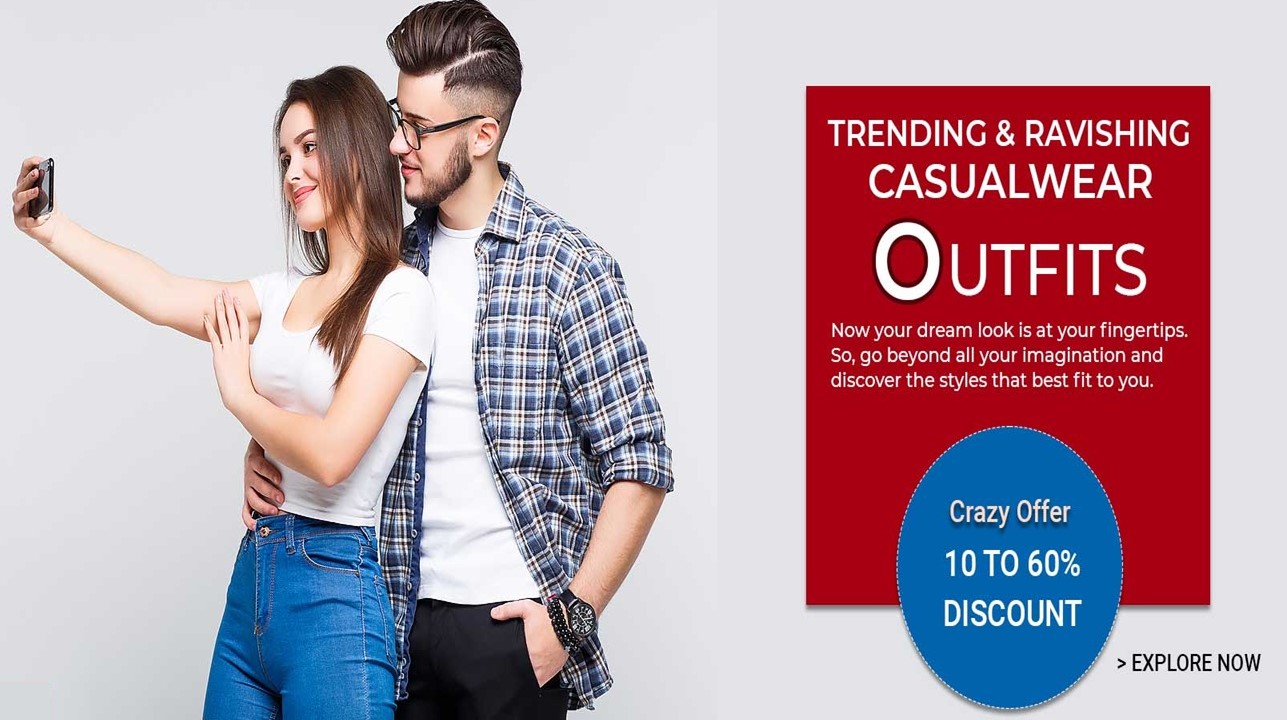 TRENDING & RAVISHING
CASUALWEAR
OUTFITS
Now your dream look is at your fingertips.
So, go beyond all your imagination and
discover the styles that best fit to you.
Crazy Offer
10 TO 60%
DISCOUNT
> EXPLORE NOW